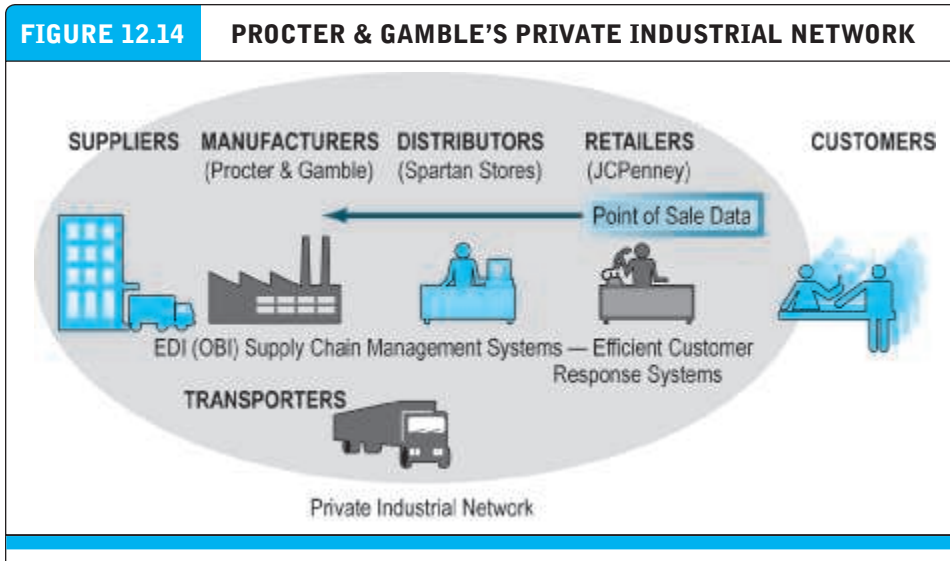 FIGURE 12.14 PROCTER & GAMBLE'S PRIVATE INDUSTRIAL NETWORK
SUPPLIERS MANUFACTURERS DISTRIBUTORS RETAILERS CUSTOMERS
(Procter & Gamble) (Spartan Stores) (JCPenney)
Point of Sale Data
EDI (OBI) Supply Chain Management Systems — Efficient Customer
Response Systems
TRANSPORTERS
Private Industrial Network